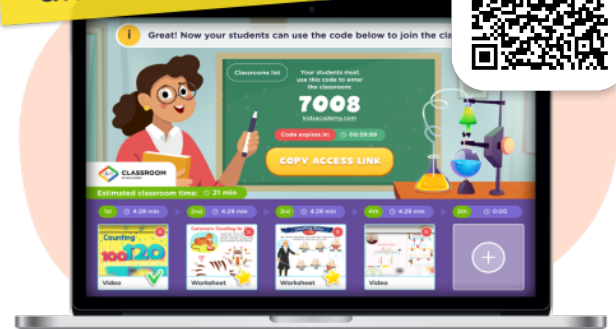 Great! Now your students can use the code below to join the cla
Classrooms list
Your students must
use this code to enter
the classroom:
7008
kidsacademy.com
Code expires in:
00:59:99
COPY ACCESS LINK
CLASSROOM
Estimated classroom time: 21 min
1st 4:29 min
2nd 4:29 min
3rd 4:29 min
4th 4:29 min
5th 0:00
Counting
100
120
Video
Worksheet
Worksheet
Video